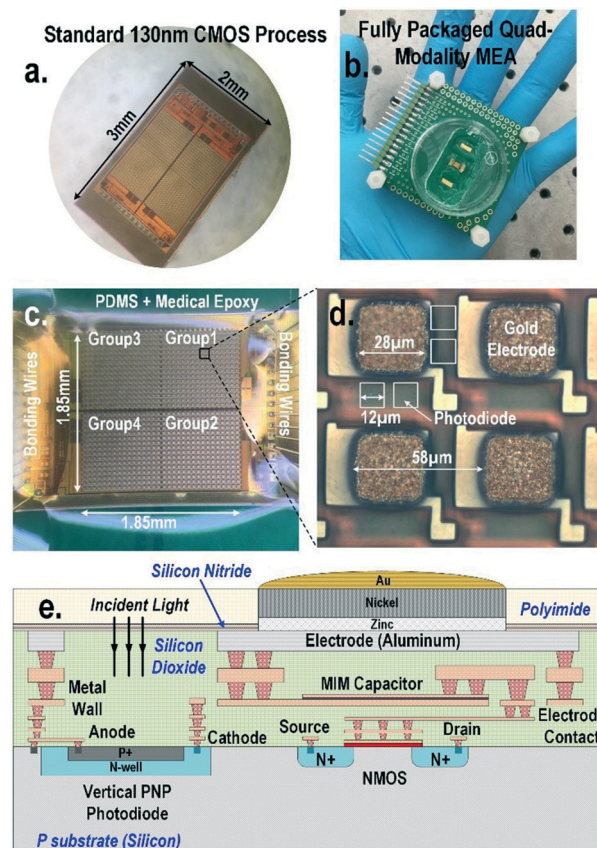 Standard 130nm CMOS Process
a.
2mm
3mm
Fully Packaged Quad-
Modality MEA
b.
PDMS + Medical Epoxy
c.
Group3
Group1
Group4
Group2
Bonding Wires
Bonding Wires
1.85mm
1.85mm
d.
28µm
Gold
Electrode
12µm
Photodiode
58µm
Silicon Nitride
Au
e.
Incident Light
Nickel
Polyimide
Zinc
Silicon
Dioxide
Electrode (Aluminum)
Metal
Wall
MIM Capacitor
Anode
Cathode
Source
Drain
Electrod
Contact
P+
N-well
N+
N+
Vertical PNP
Photodiode
NMOS
P substrate (Silicon)